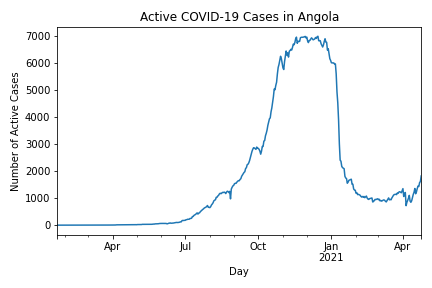 Active COVID-19 Cases in Angola
Number of Active Cases
7000
6000
5000
4000
3000
2000
1000
0
Apr
Jul
Oct
Jan
2021
Apr
Day